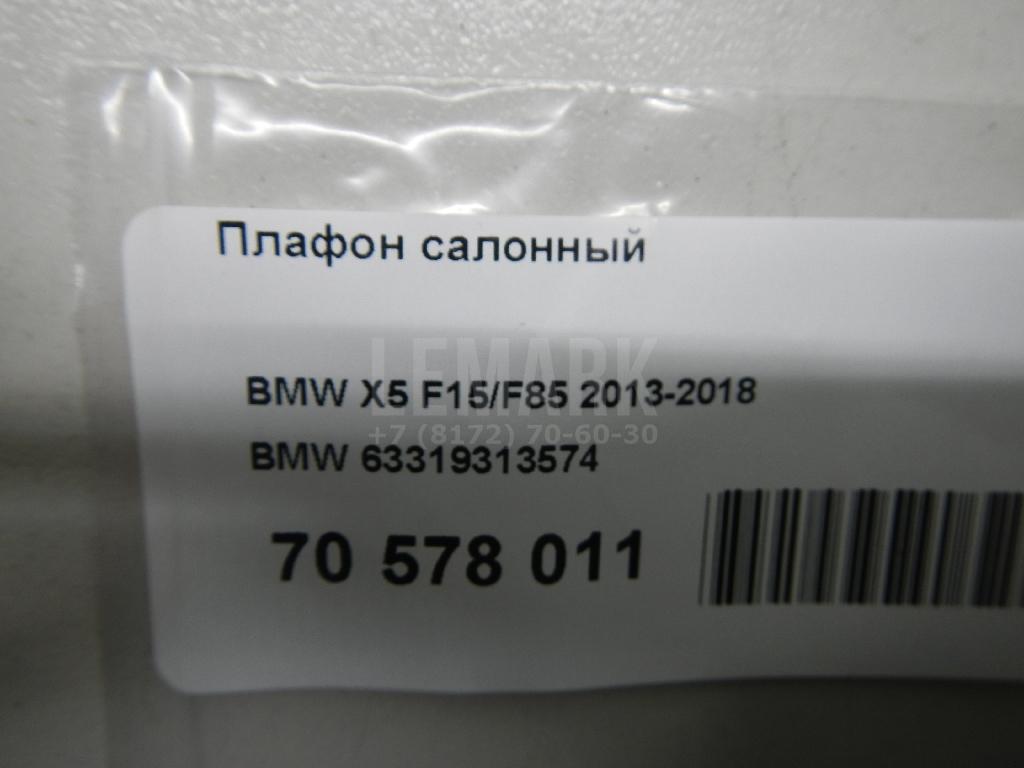 Плафон салонный
LEMARK
BMW X5 F15/F85 2013-2018
+7 (8172) 70-60-30
BMW 63319313574
70 578 011